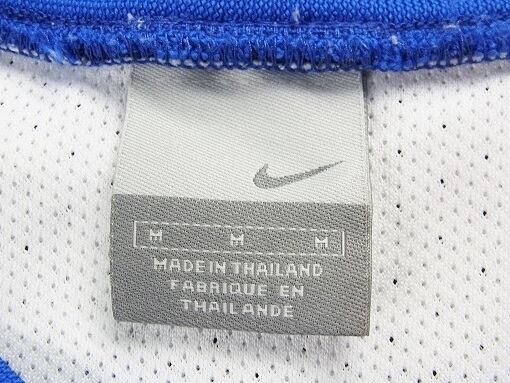 M M M
MADE IN THAILAND
FABRIQUE EN
THAILANDE